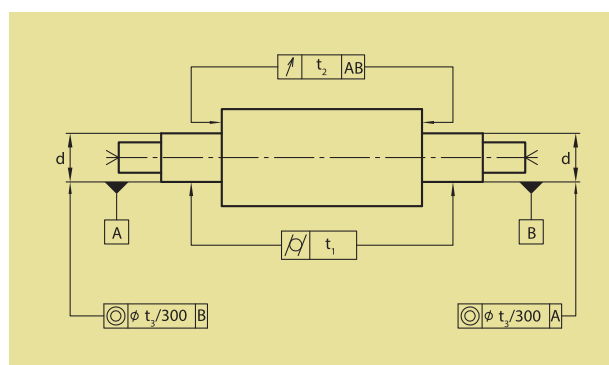 t₂ AB
d d
A B
t₁
ϕ t₃/300 B ϕ t₃/300 A